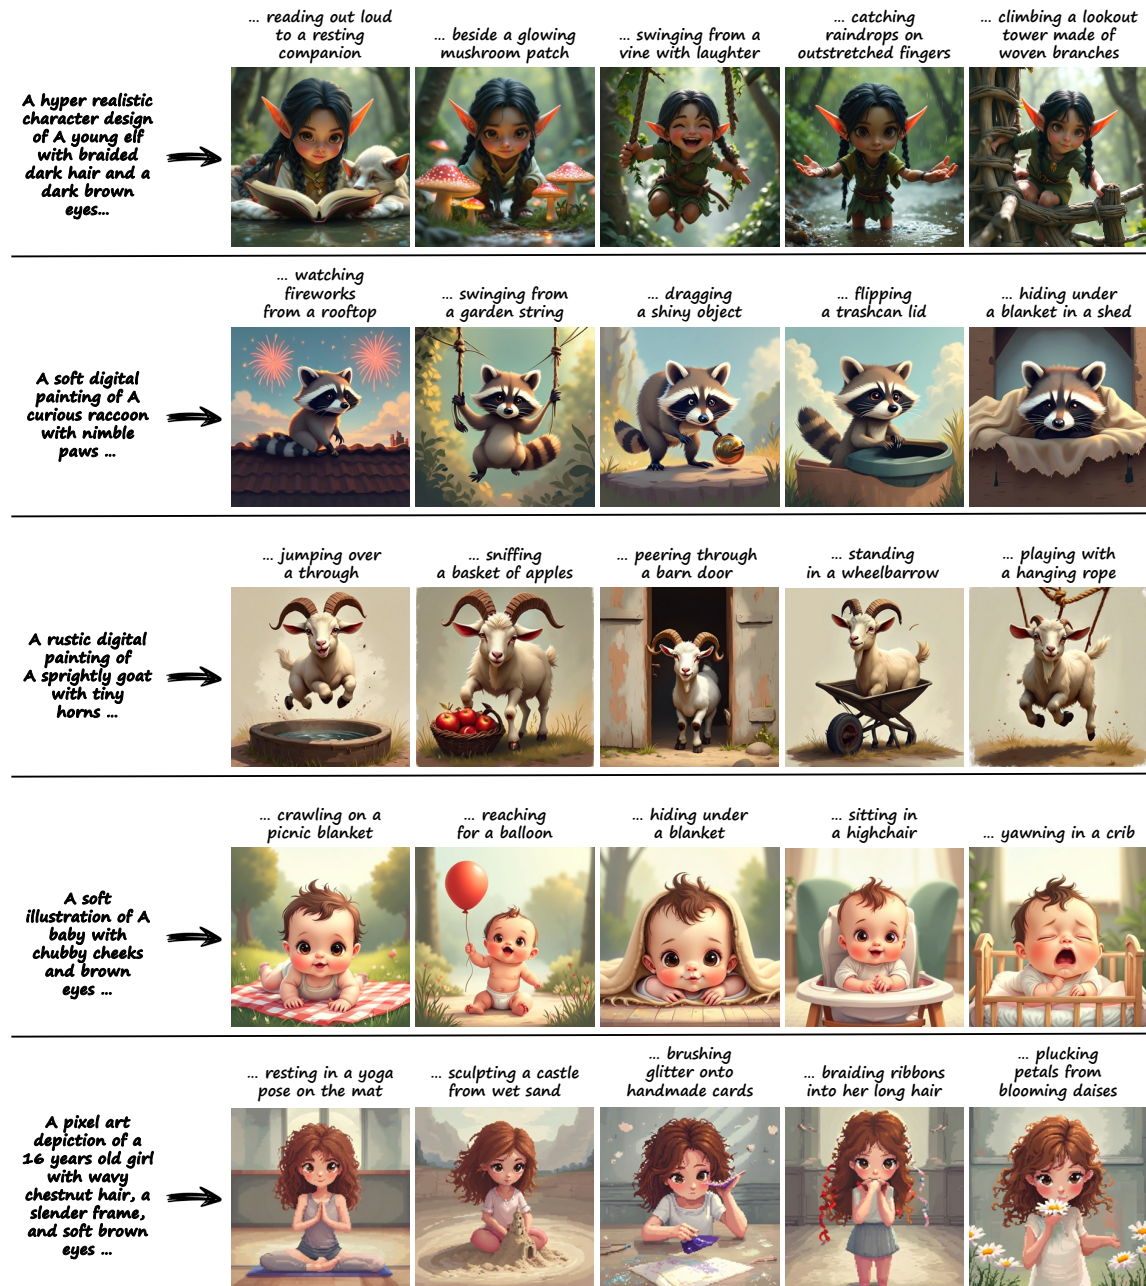 ... reading out loud
to a resting
companion
... beside a glowing
mushroom patch
... swinging from a
vine with laughter
... catching
raindrops on
outstretched fingers
... climbing a lookout
tower made of
woven branches
A hyper realistic
character design
of A young elf
with braided
dark hair and a
dark brown
eyes...
... watching
fireworks
from a rooftop
... swinging from
a garden string
... dragging
a shiny object
... flipping
a trashcan lid
... hiding under
a blanket in a shed
A soft digital
painting of A
curious raccoon
with nimble
paws ...
... jumping over
a through
... sniffing
a basket of apples
... peering through
a barn door
... standing
in a wheelbarrow
... playing with
a hanging rope
A rustic digital
painting of
A sprightly goat
with tiny
horns ...
... crawling on a
picnic blanket
... reaching
for a balloon
... hiding under
a blanket
... sitting in
a highchair
... yawning in a crib
A soft
illustration of A
baby with
chubby cheeks
and brown
eyes ...
... resting in a yoga
pose on the mat
... sculpting a castle
from wet sand
... brushing
glitter onto
handmade cards
... braiding ribbons
into her long hair
... plucking
petals from
blooming daises
A pixel art
depiction of a
16 years old girl
with wavy
chestnut hair, a
slender frame,
and soft brown
eyes ...